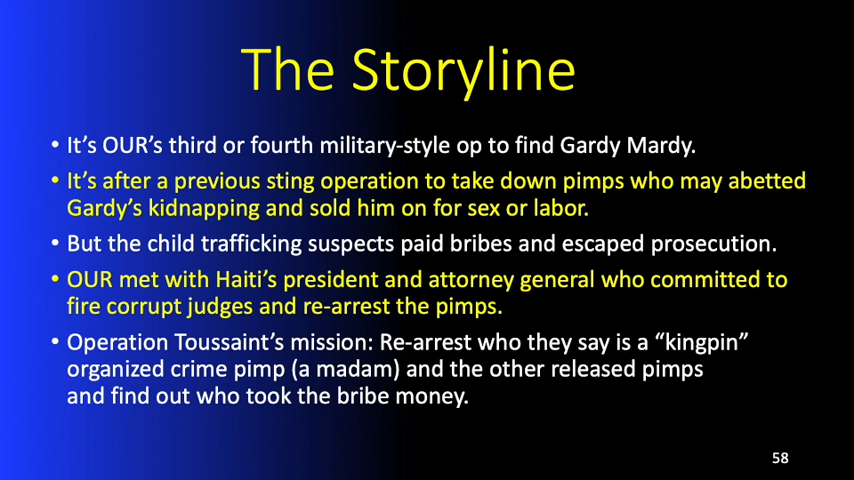 The Storyline
• It's OUR's third or fourth military-style op to find Gardy Mardy.
• It's after a previous sting operation to take down pimps who may abetted
Gardy's kidnapping and sold him on for sex or labor.
• But the child trafficking suspects paid bribes and escaped prosecution.
• OUR met with Haiti's president and attorney general who committed to
fire corrupt judges and re-arrest the pimps.
• Operation Toussaint's mission: Re-arrest who they say is a “kingpin”
organized crime pimp (a madam) and the other released pimps
and find out who took the bribe money.
58